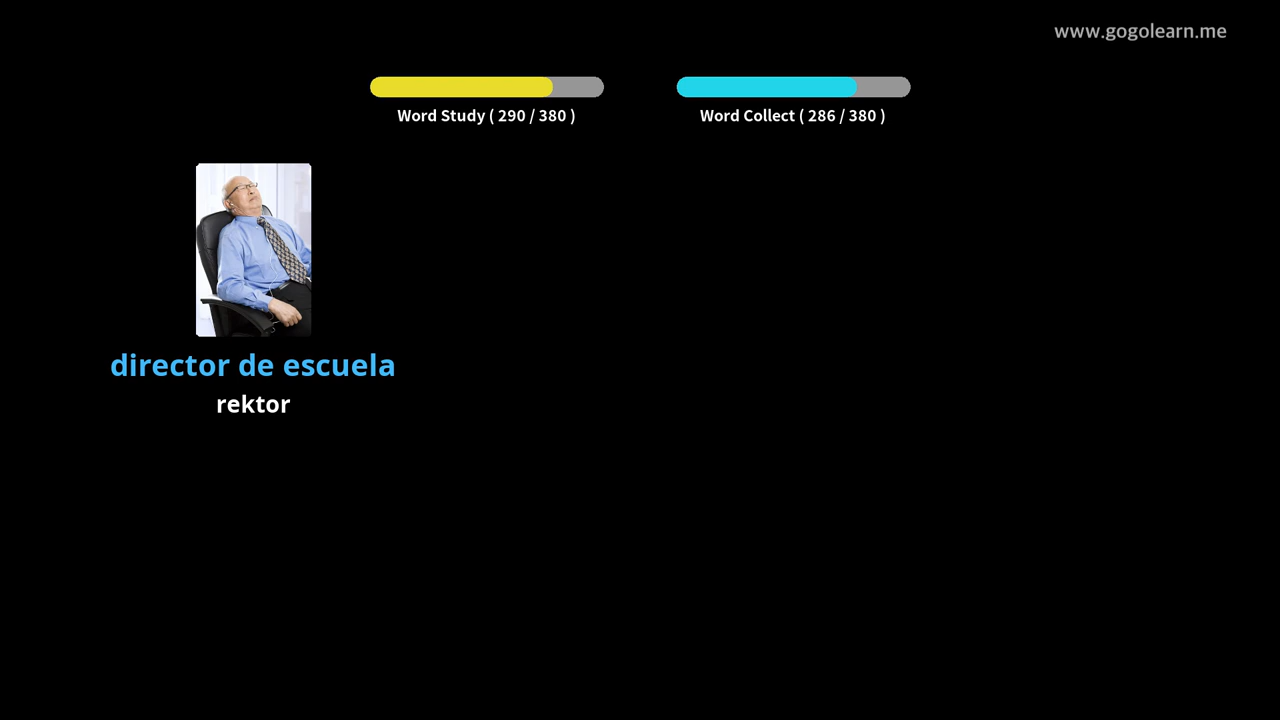 www.gogolearn.me
Word Study ( 290 / 380 )
Word Collect ( 286 / 380 )
director de escuela
rektor